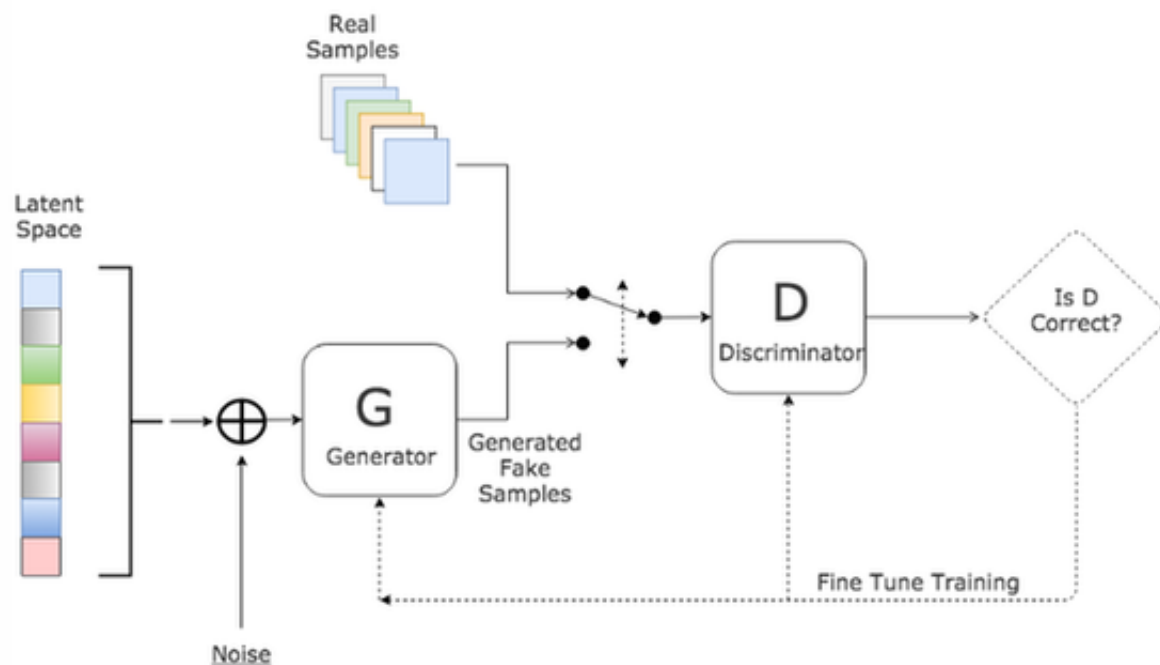 Real
Samples
Latent
Space
D
Discriminator
Is D
Correct?
G
Generator
Generated
Fake
Samples
Fine Tune Training
Noise